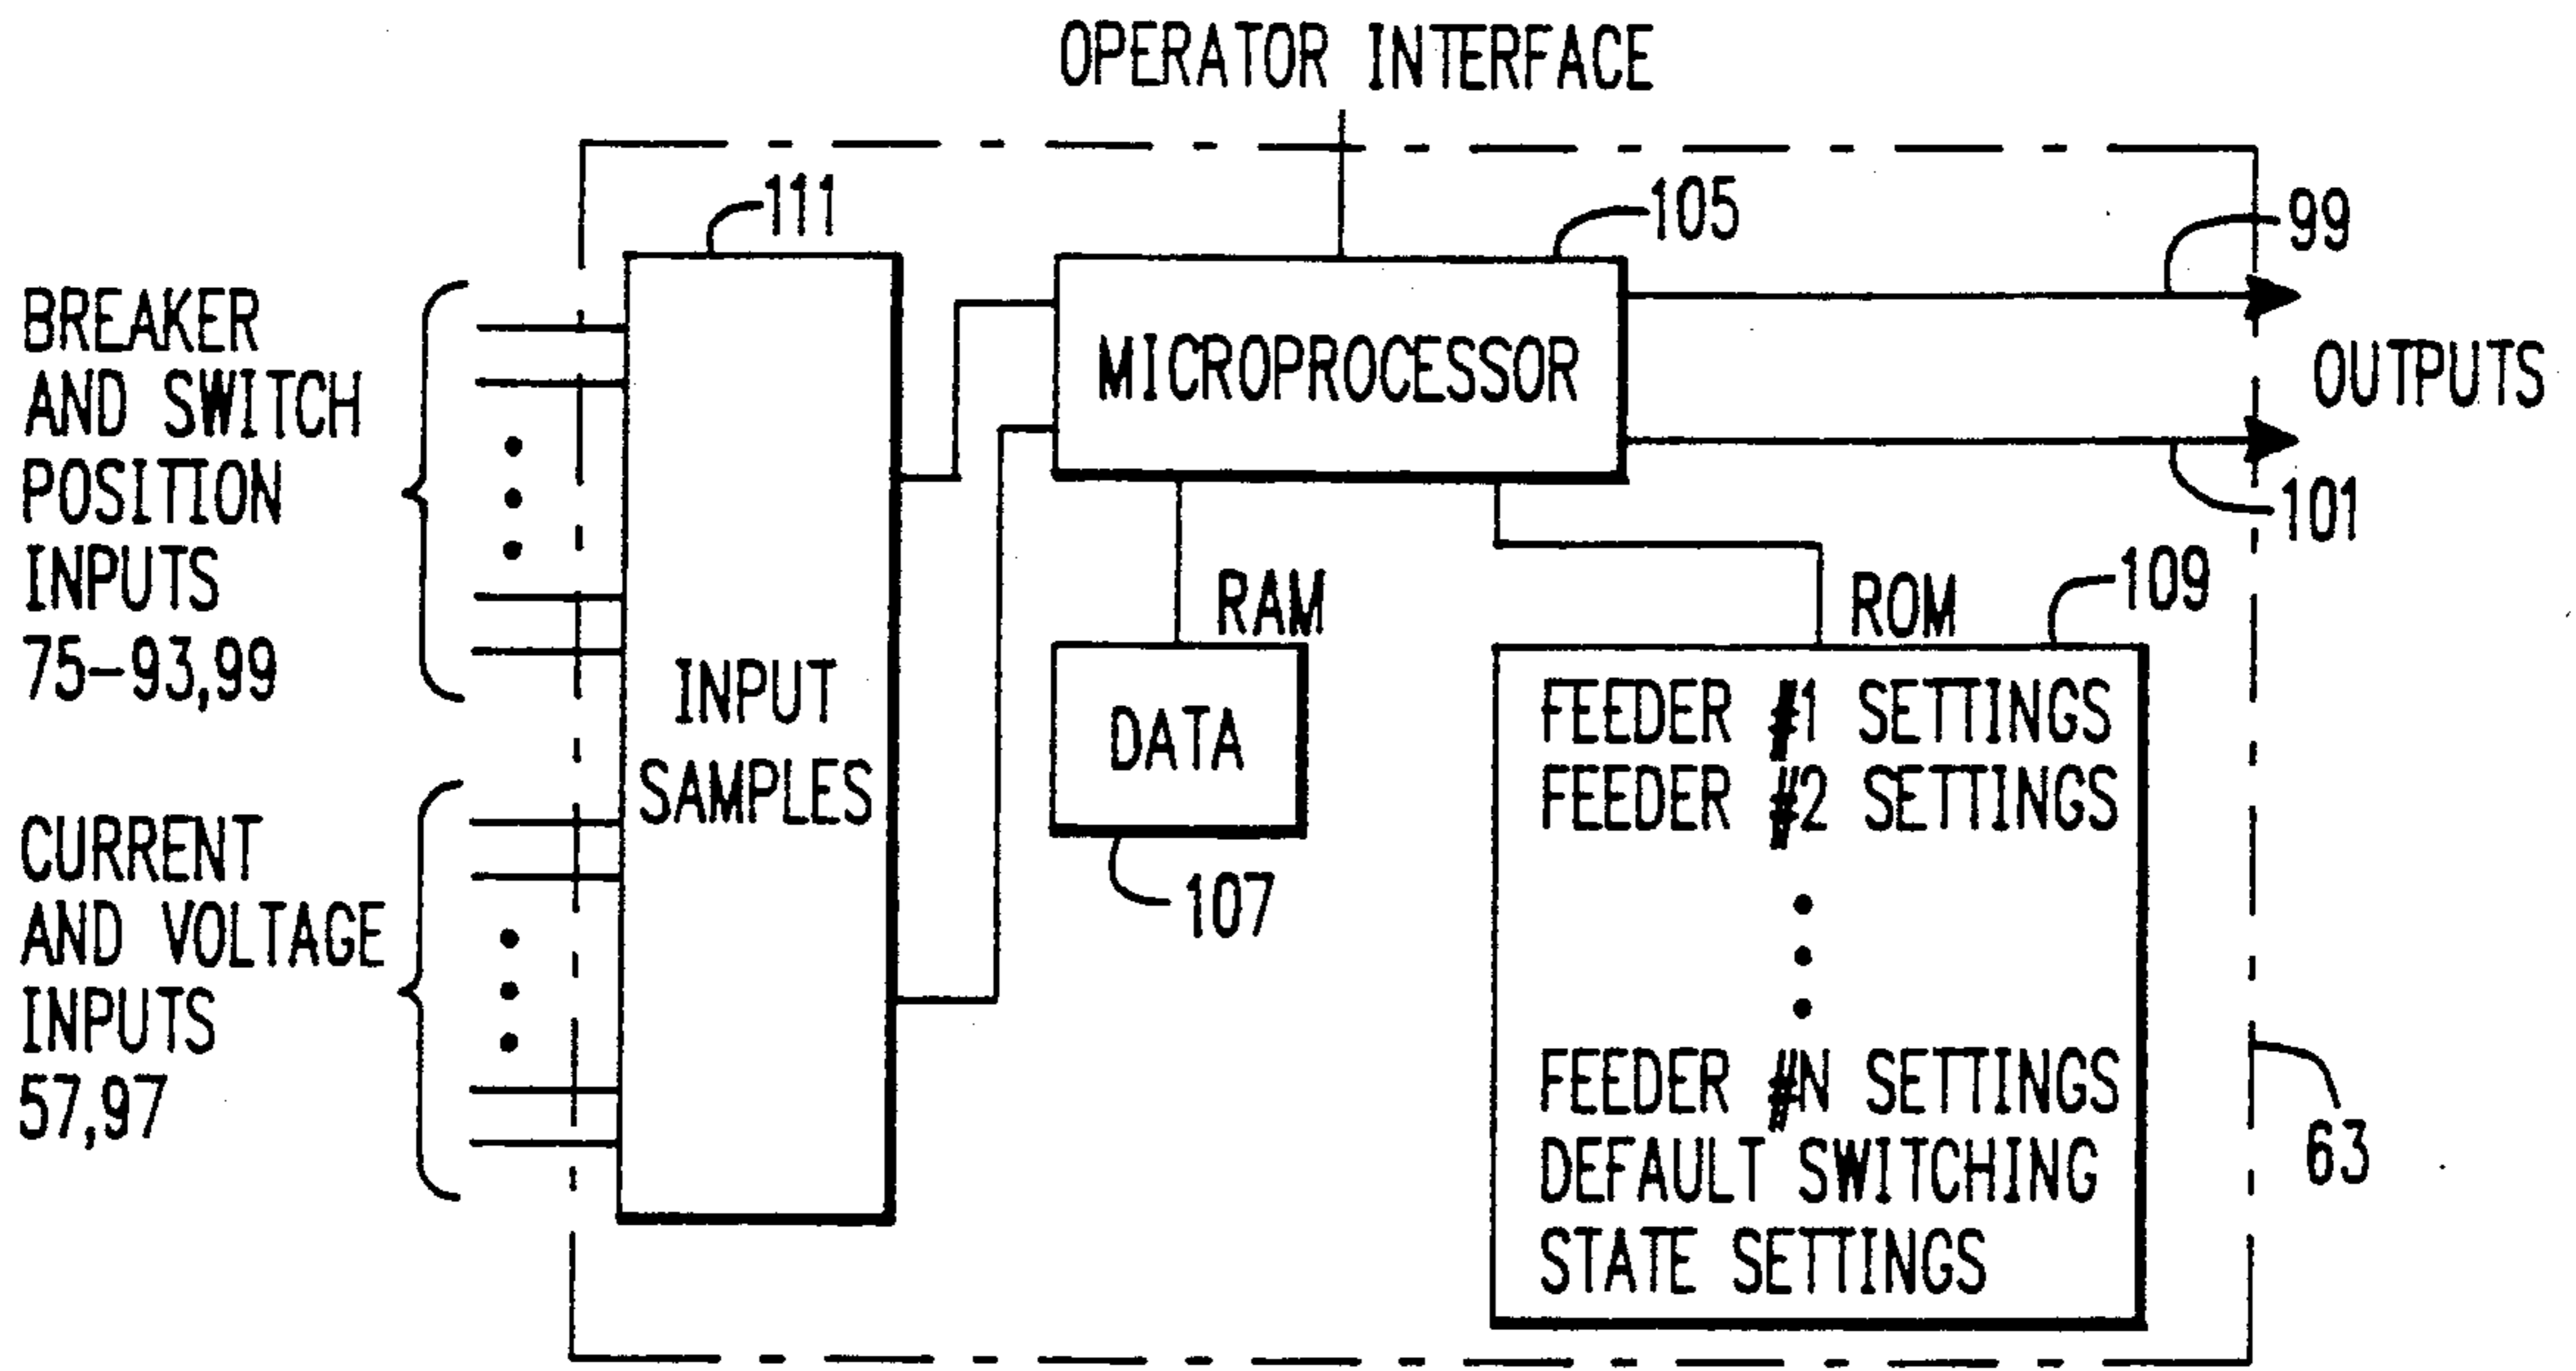 OPERATOR INTERFACE
111
105
99
BREAKER
AND SWITCH
POSITION
INPUTS
75-93,99
MICROPROCESSOR
OUTPUTS
101
INPUT
SAMPLES
RAM
DATA
107
ROM
109
FEEDER #1 SETTINGS
FEEDER #2 SETTINGS
FEEDER #N SETTINGS
DEFAULT SWITCHING
STATE SETTINGS
CURRENT
AND VOLTAGE
INPUTS
57,97
63